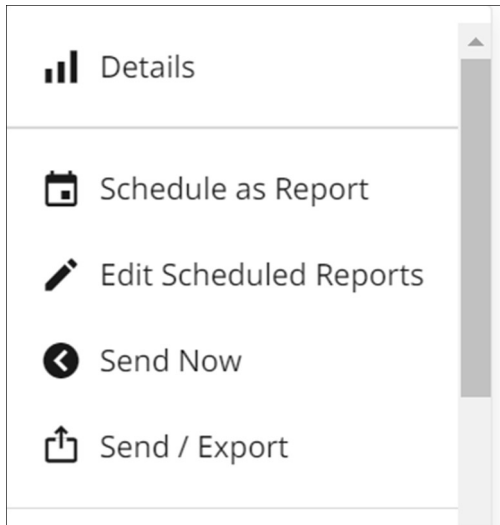 Details
Schedule as Report
Edit Scheduled Reports
Send Now
Send / Export